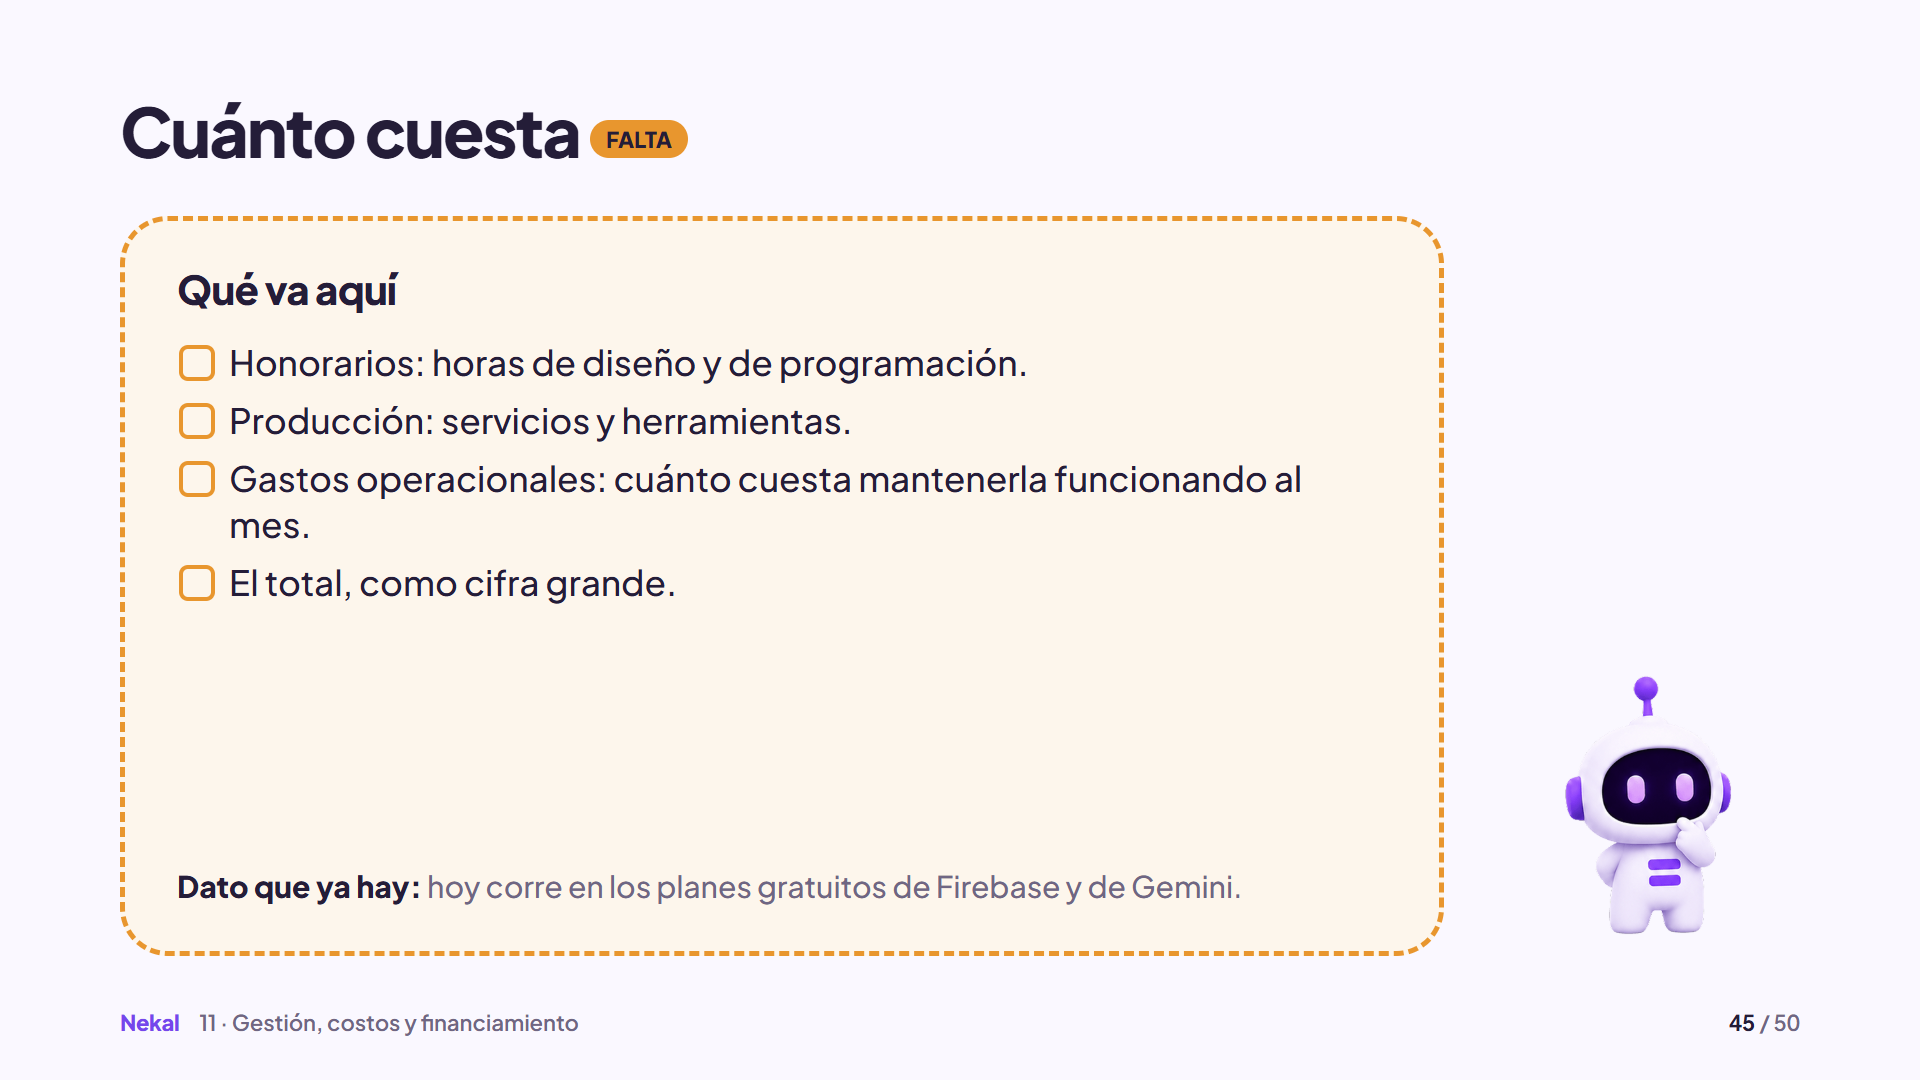 Cuánto cuesta FALTA
Qué va aquí
Honorarios: horas de diseño y de programación.
Producción: servicios y herramientas.
Gastos operacionales: cuánto cuesta mantenerla funcionando al
mes.
El total, como cifra grande.
Dato que ya hay: hoy corre en los planes gratuitos de Firebase y de Gemini.
Nekal 11 · Gestión, costos y financiamiento 45 / 50